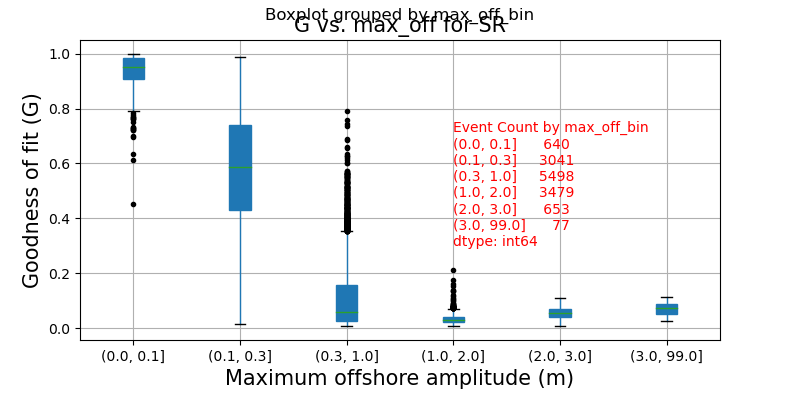 Boxplot grouped by max_off_bin
G vs. max_off for SR
Goodness of fit (G)
1.0
0.8
0.6
0.4
0.2
0.0
Event Count by max_off_bin
(0.0, 0.1] 640
(0.1, 0.3] 3041
(0.3, 1.0] 5498
(1.0, 2.0] 3479
(2.0, 3.0] 653
(3.0, 99.0] 77
dtype: int64
(0.0, 0.1] (0.1, 0.3] (0.3, 1.0] (1.0, 2.0] (2.0, 3.0] (3.0, 99.0]
Maximum offshore amplitude (m)